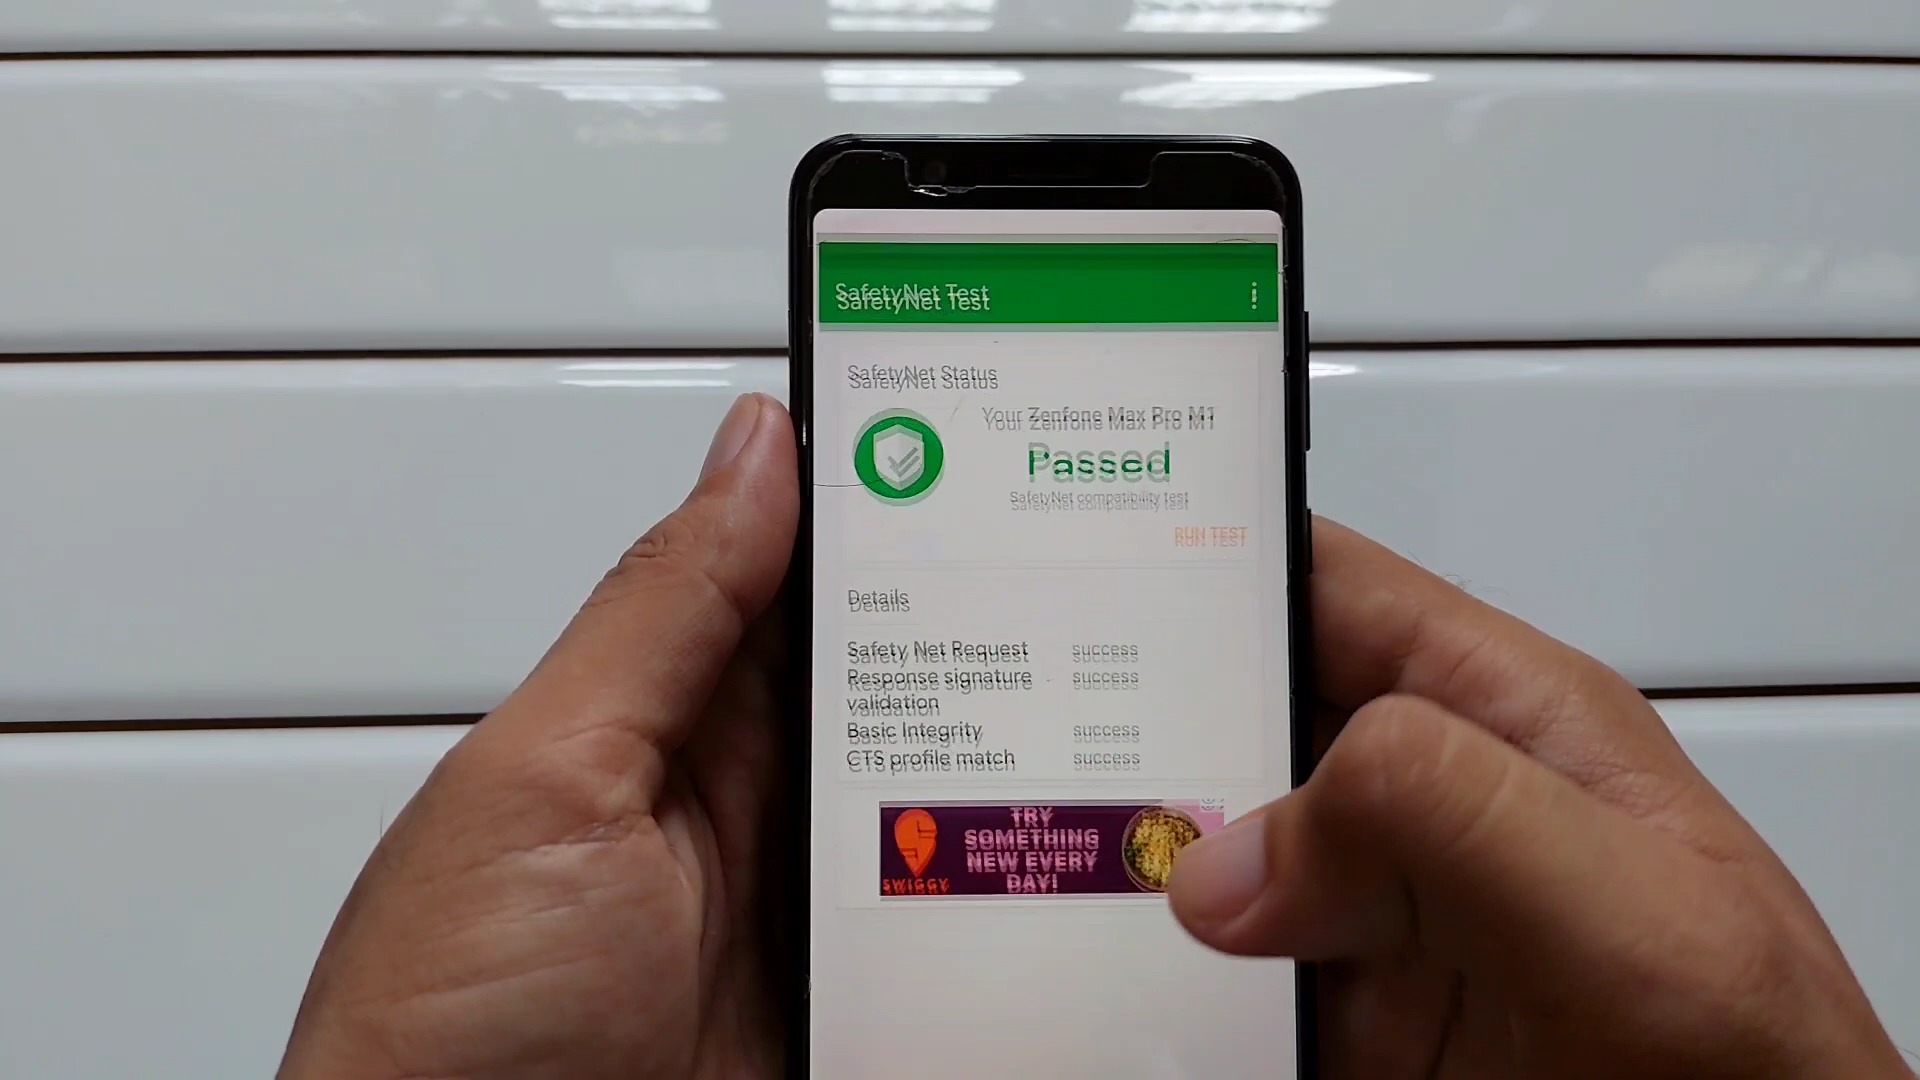 SafetyNet Test
SafetyNet Status
Your Zenfone Max Pro M1
Passed
SafetyNet compatibility test
RUN TEST
Details
Safety Net Request success
Response signature success
validation
Basic Integrity success
CTS profile match success
TRY
SOMETHING
NEW EVERY
DAY!
SWIGGY